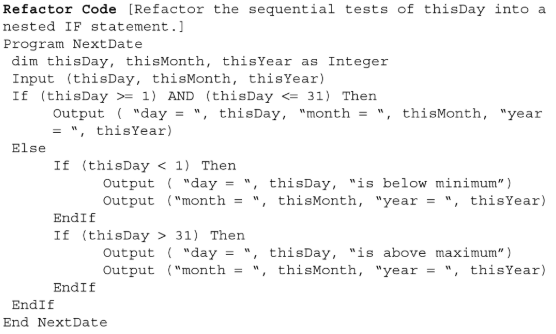 Refactor Code [Refactor the sequential tests of thisDay into a
nested IF statement.]
Program NextDate
dim thisDay, thisMonth, thisYear as Integer
Input (thisDay, thisMonth, thisYear)
If (thisDay >= 1) AND (thisDay <= 31) Then
Output ( “day = “, thisDay, “month = “, thisMonth, “year
= “, thisYear)
Else
If (thisDay < 1) Then
Output ( “day = “, thisDay, “is below minimum”)
Output (“month = “, thisMonth, “year = “, thisYear)
EndIf
If (thisDay > 31) Then
Output ( “day = “, thisDay, “is above maximum”)
Output (“month = “, thisMonth, “year = “, thisYear)
EndIf
EndIf
End NextDate